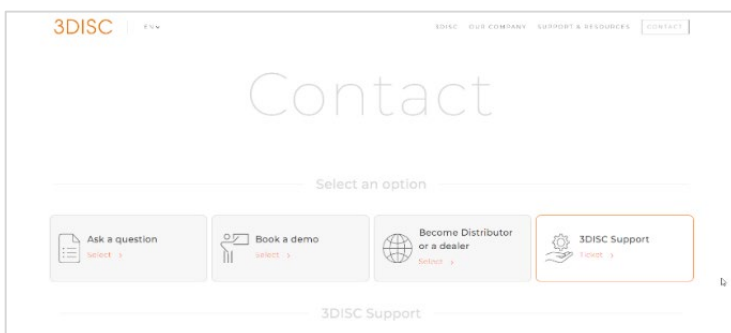 3DISC EN
3DISC OUR COMPANY SUPPORT & RESOURCES CONTACT
Contact
Select an option
Ask a question
Select >
Book a demo
Select >
Become Distributor
or a dealer
Select >
3DISC Support
Ticket >
3DISC Support